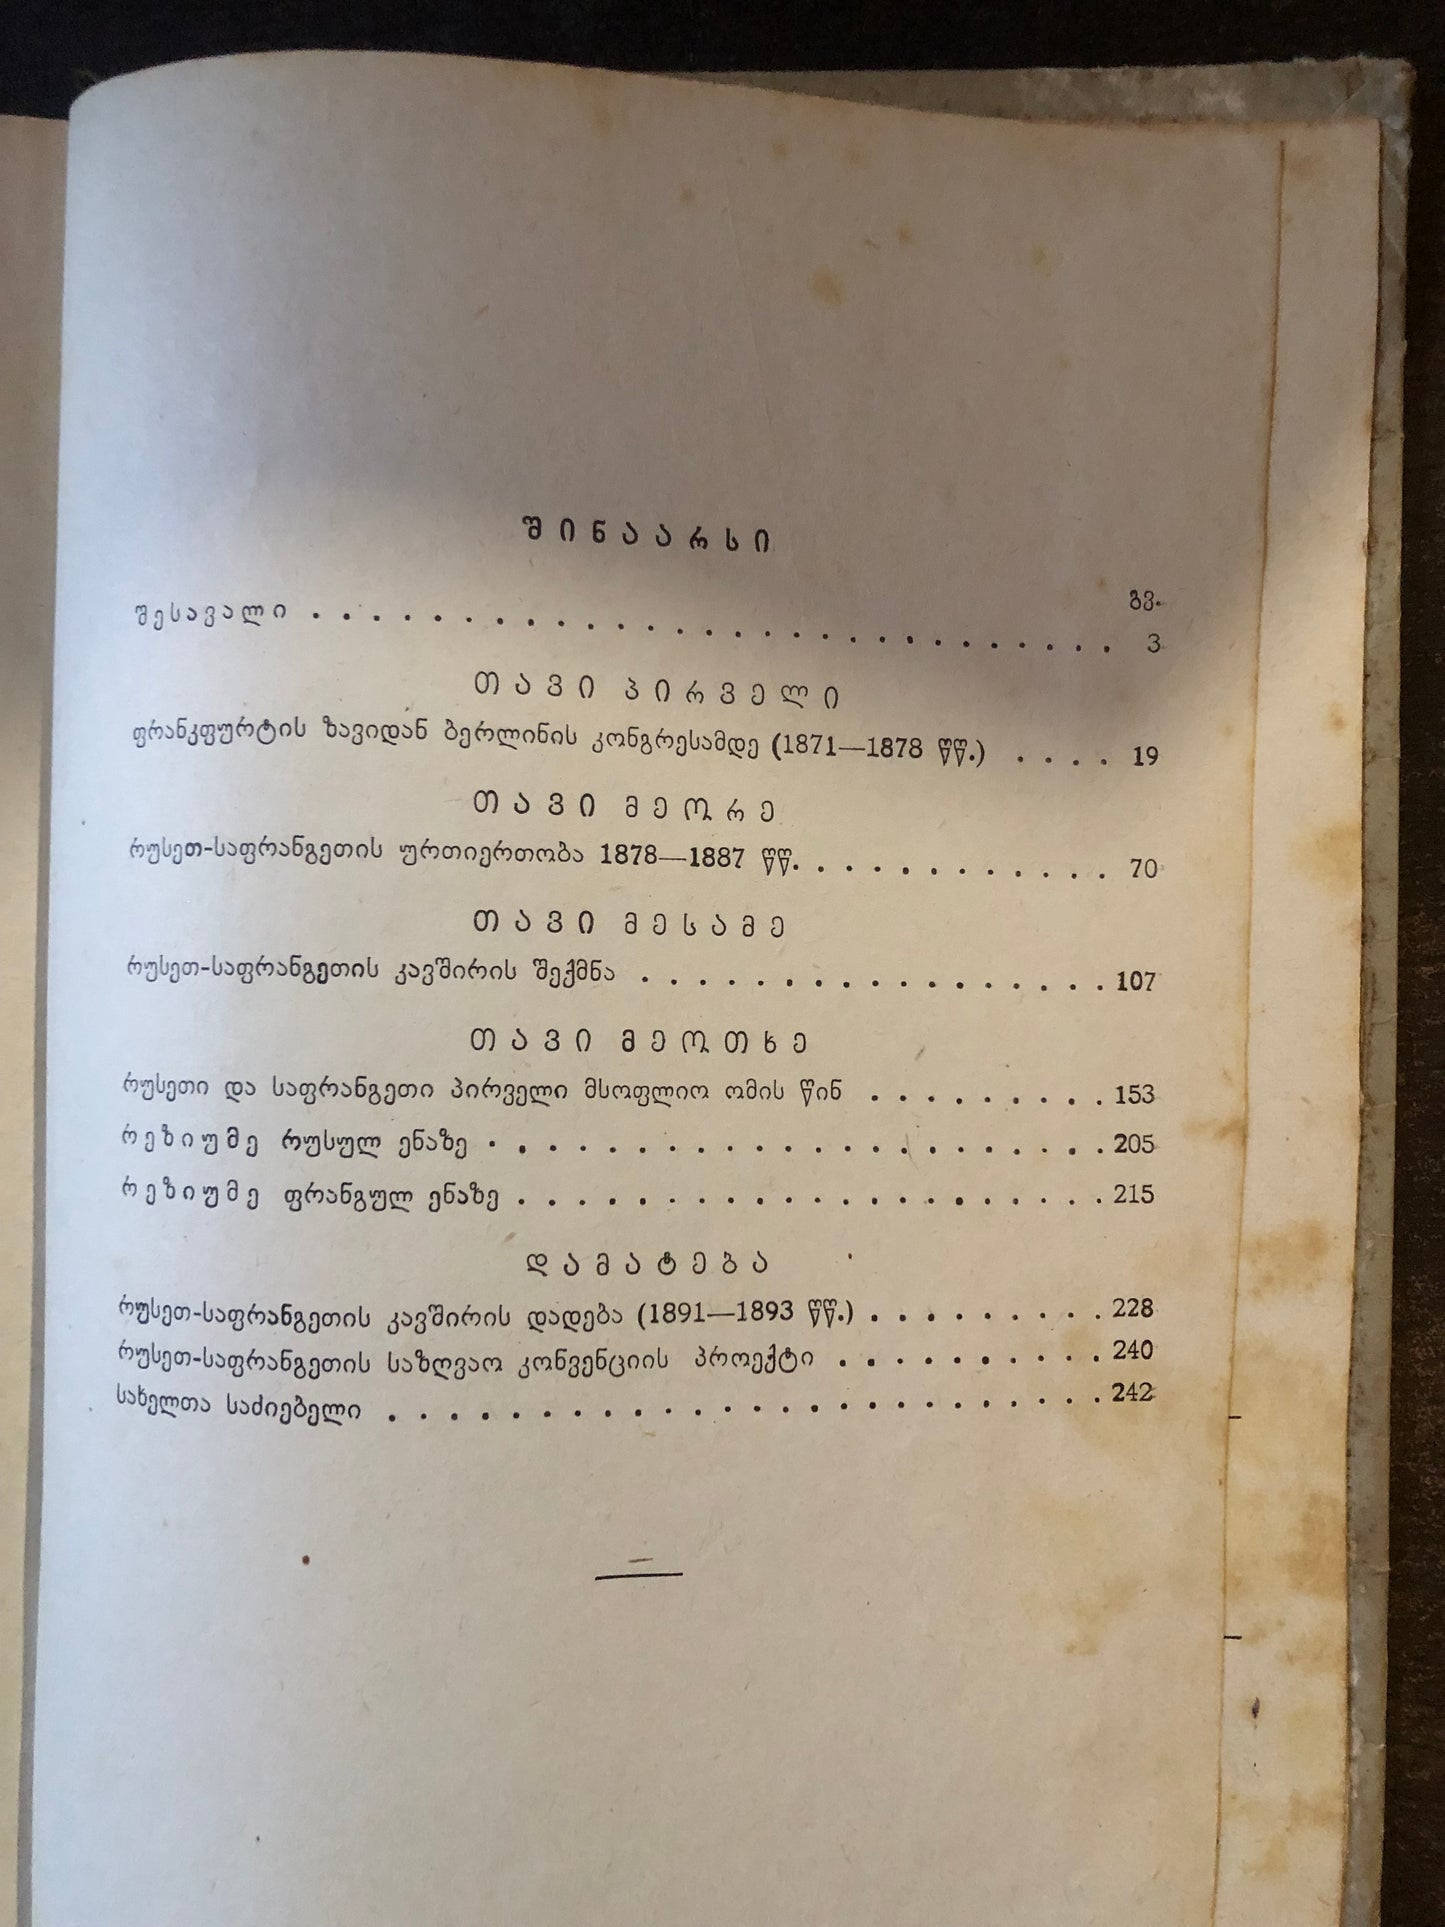 შინაარსი
გვ.
შესავალი . . . . . . . . . . . . . . . . . . . . . . . . . . . 3
თავი პირველი
ფრანკფურტის ზავიდან ბერლინის კონგრესამდე (1871—1878 წწ.) . . . . 19
თავი მეორე
რუსეთ-საფრანგეთის ურთიერთობა 1878—1887 წწ. . . . . . . . . . . . 70
თავი მესამე
რუსეთ-საფრანგეთის კავშირის შექმნა . . . . . . . . . . . . . . . . . 107
თავი მეოთხე
რუსეთი და საფრანგეთი პირველი მსოფლიო ომის წინ . . . . . . . . . 153
რეზიუმე რუსულ ენაზე . . . . . . . . . . . . . . . . . . . . . . 205
რეზიუმე ფრანგულ ენაზე . . . . . . . . . . . . . . . . . . . . . 215
დამატება
რუსეთ-საფრანგეთის კავშირის დადება (1891—1893 წწ.) . . . . . . . . . 228
რუსეთ-საფრანგეთის საზღვაო კონვენციის პროექტი . . . . . . . . . . 240
სახელთა საძიებელი . . . . . . . . . . . . . . . . . . . . . . . . 242